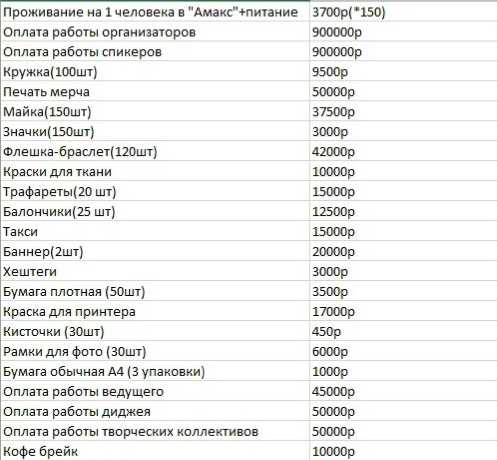 Проживание на 1 человека в "Амакс"+питание 3700р(*150)
Оплата работы организаторов 900000р
Оплата работы спикеров 900000р
Кружка(100шт) 9500р
Печать мерча 50000р
Майка(150шт) 37500р
Значки(150шт) 3000р
Флешка-браслет(120шт) 42000р
Краски для ткани 10000р
Трафареты(20 шт) 15000р
Балончики(25 шт) 12500р
Такси 15000р
Баннер(2шт) 20000р
Хештеги 3000р
Бумага плотная (50шт) 3500р
Краска для принтера 17000р
Кисточки (30шт) 450р
Рамки для фото (30шт) 6000р
Бумага обычная А4 (3 упаковки) 1000р
Оплата работы ведущего 45000р
Оплата работы диджея 50000р
Оплата работы творческих коллективов 50000р
Кофе брейк 10000р